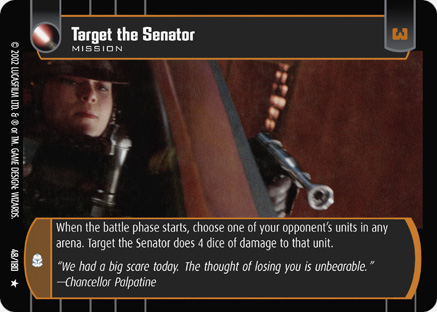 Target the Senator
MISSION
3
When the battle phase starts, choose one of your opponent's units in any
arena. Target the Senator does 4 dice of damage to that unit.
"We had a big scare today. The thought of losing you is unbearable."
—Chancellor Palpatine
© 2002 LUCASFILM LTD. & ® or TM. GAME DESIGN: WIZARDS
48/180 ★